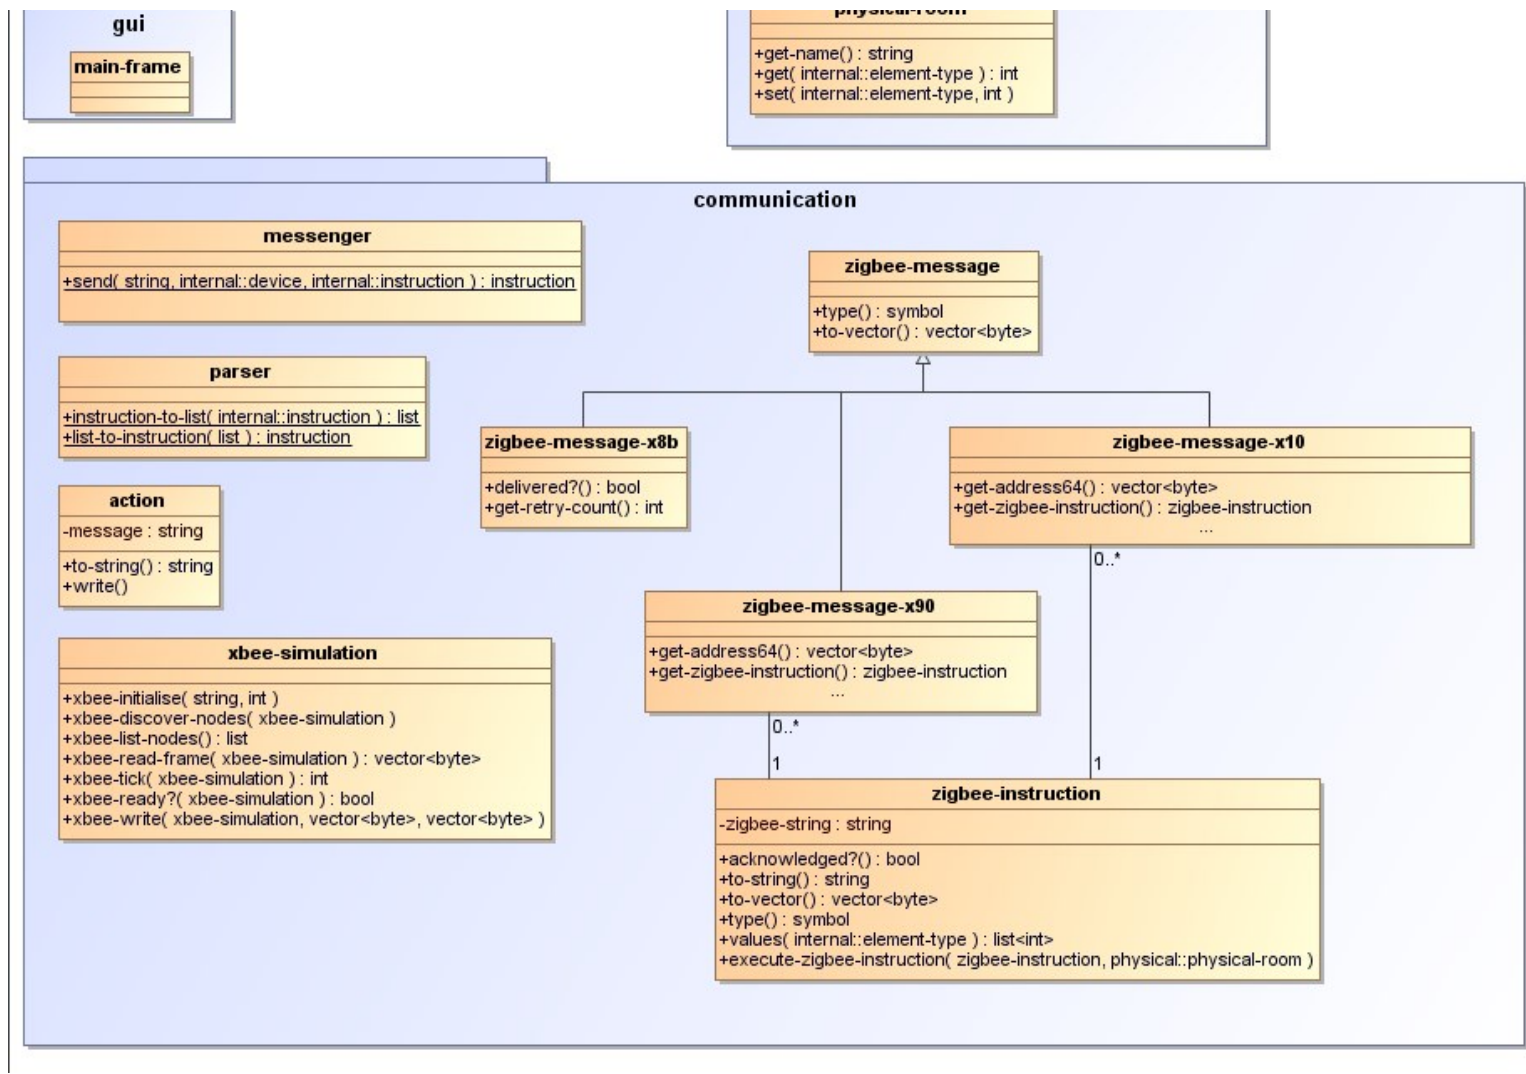 gui
main-frame
physical-room
+get-name() : string
+get( internal::element-type ) : int
+set( internal::element-type, int )
communication
messenger
+send( string, internal::device, internal::instruction ) : instruction
zigbee-message
+type() : symbol
+to-vector() : vector<byte>
parser
+instruction-to-list( internal::instruction ) : list
+list-to-instruction( list ) : instruction
zigbee-message-x8b
+delivered?() : bool
+get-retry-count() : int
zigbee-message-x10
+get-address64() : vector<byte>
+get-zigbee-instruction() : zigbee-instruction
...
0..*
1
action
-message : string
+to-string() : string
+write()
zigbee-message-x90
+get-address64() : vector<byte>
+get-zigbee-instruction() : zigbee-instruction
...
0..*
1
xbee-simulation
+xbee-initialise( string, int )
+xbee-discover-nodes( xbee-simulation )
+xbee-list-nodes() : list
+xbee-read-frame( xbee-simulation ) : vector<byte>
+xbee-tick( xbee-simulation ) : int
+xbee-ready?( xbee-simulation ) : bool
+xbee-write( xbee-simulation, vector<byte>, vector<byte> )
zigbee-instruction
-zigbee-string : string
+acknowledged?() : bool
+to-string() : string
+to-vector() : vector<byte>
+type() : symbol
+values( internal::element-type ) : list<int>
+execute-zigbee-instruction( zigbee-instruction, physical::physical-room )